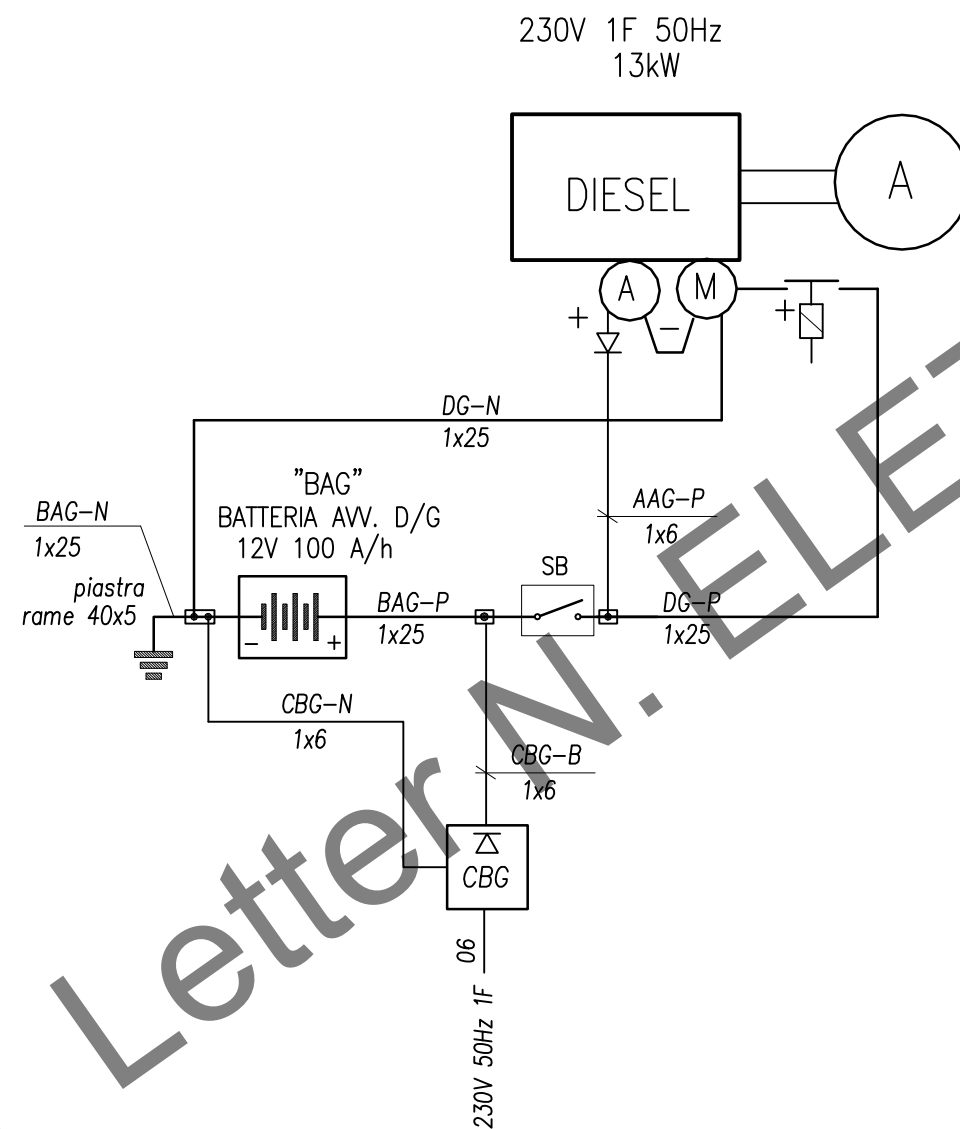 230V 1F 50Hz
13kW
DIESEL
A
A
M
+
−
+
DG-N
1x25
"BAG"
BATTERIA AVV. D/G
12V 100 A/h
BAG-N
1x25
piastra
rame 40x5
AAG-P
1x6
SB
BAG-P
1x25
DG-P
1x25
− +
CBG-N
1x6
CBG-B
1x6
CBG
06
230V 50Hz 1F
Letter N. ELE